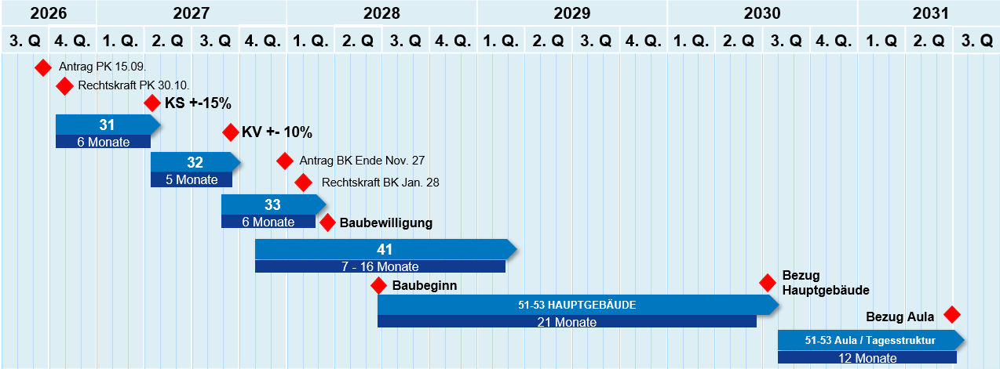 2026 2027 2028 2029 2030 2031
3. Q 4. Q. 1. Q. 2. Q 3. Q 4. Q. 1. Q. 2. Q 3. Q 4. Q. 1. Q. 2. Q 3. Q 4. Q. 1. Q. 2. Q 3. Q 4. Q. 1. Q 2. Q 3. Q
Antrag PK 15.09.
Rechtskraft PK 30.10.
KS +-15%
31
6 Monate
KV +- 10%
32
5 Monate
Antrag BK Ende Nov. 27
Rechtskraft BK Jan. 28
33
6 Monate
Baubewilligung
41
7 - 16 Monate
Baubeginn
Bezug
Hauptgebäude
51-53 HAUPTGEBÄUDE
21 Monate
Bezug Aula
51-53 Aula / Tagesstruktur
12 Monate